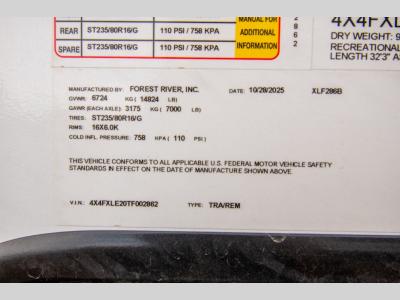 MANUAL FOR
REAR ST235/80R16/G 110 PSI / 758 KPA ADDITIONAL
SPARE ST235/80R16/G 110 PSI / 758 KPA INFORMATION
8
6
2
4X4FXL
DRY WEIGHT: 9
RECREATIONAL
LENGTH 32'3" AS
MANUFACTURED BY: FOREST RIVER, INC. DATE: 10/28/2025 XLF286B
GVWR: 6724 KG ( 14824 LB)
GAWR (EACH AXLE): 3175 KG ( 7000 LB)
TIRES: ST235/80R16/G
RIMS: 16X6.0K
COLD INFL. PRESSURE: 758 KPA ( 110 PSI/)
THIS VEHICLE CONFORMS TO ALL APPLICABLE U.S. FEDERAL MOTOR VEHICLE SAFETY
STANDARDS IN EFFECT ON THE DATE OF MANUFACTURE SHOWN ABOVE.
V.I.N.: 4X4FXLE20TF002862 TYPE: TRA/REM